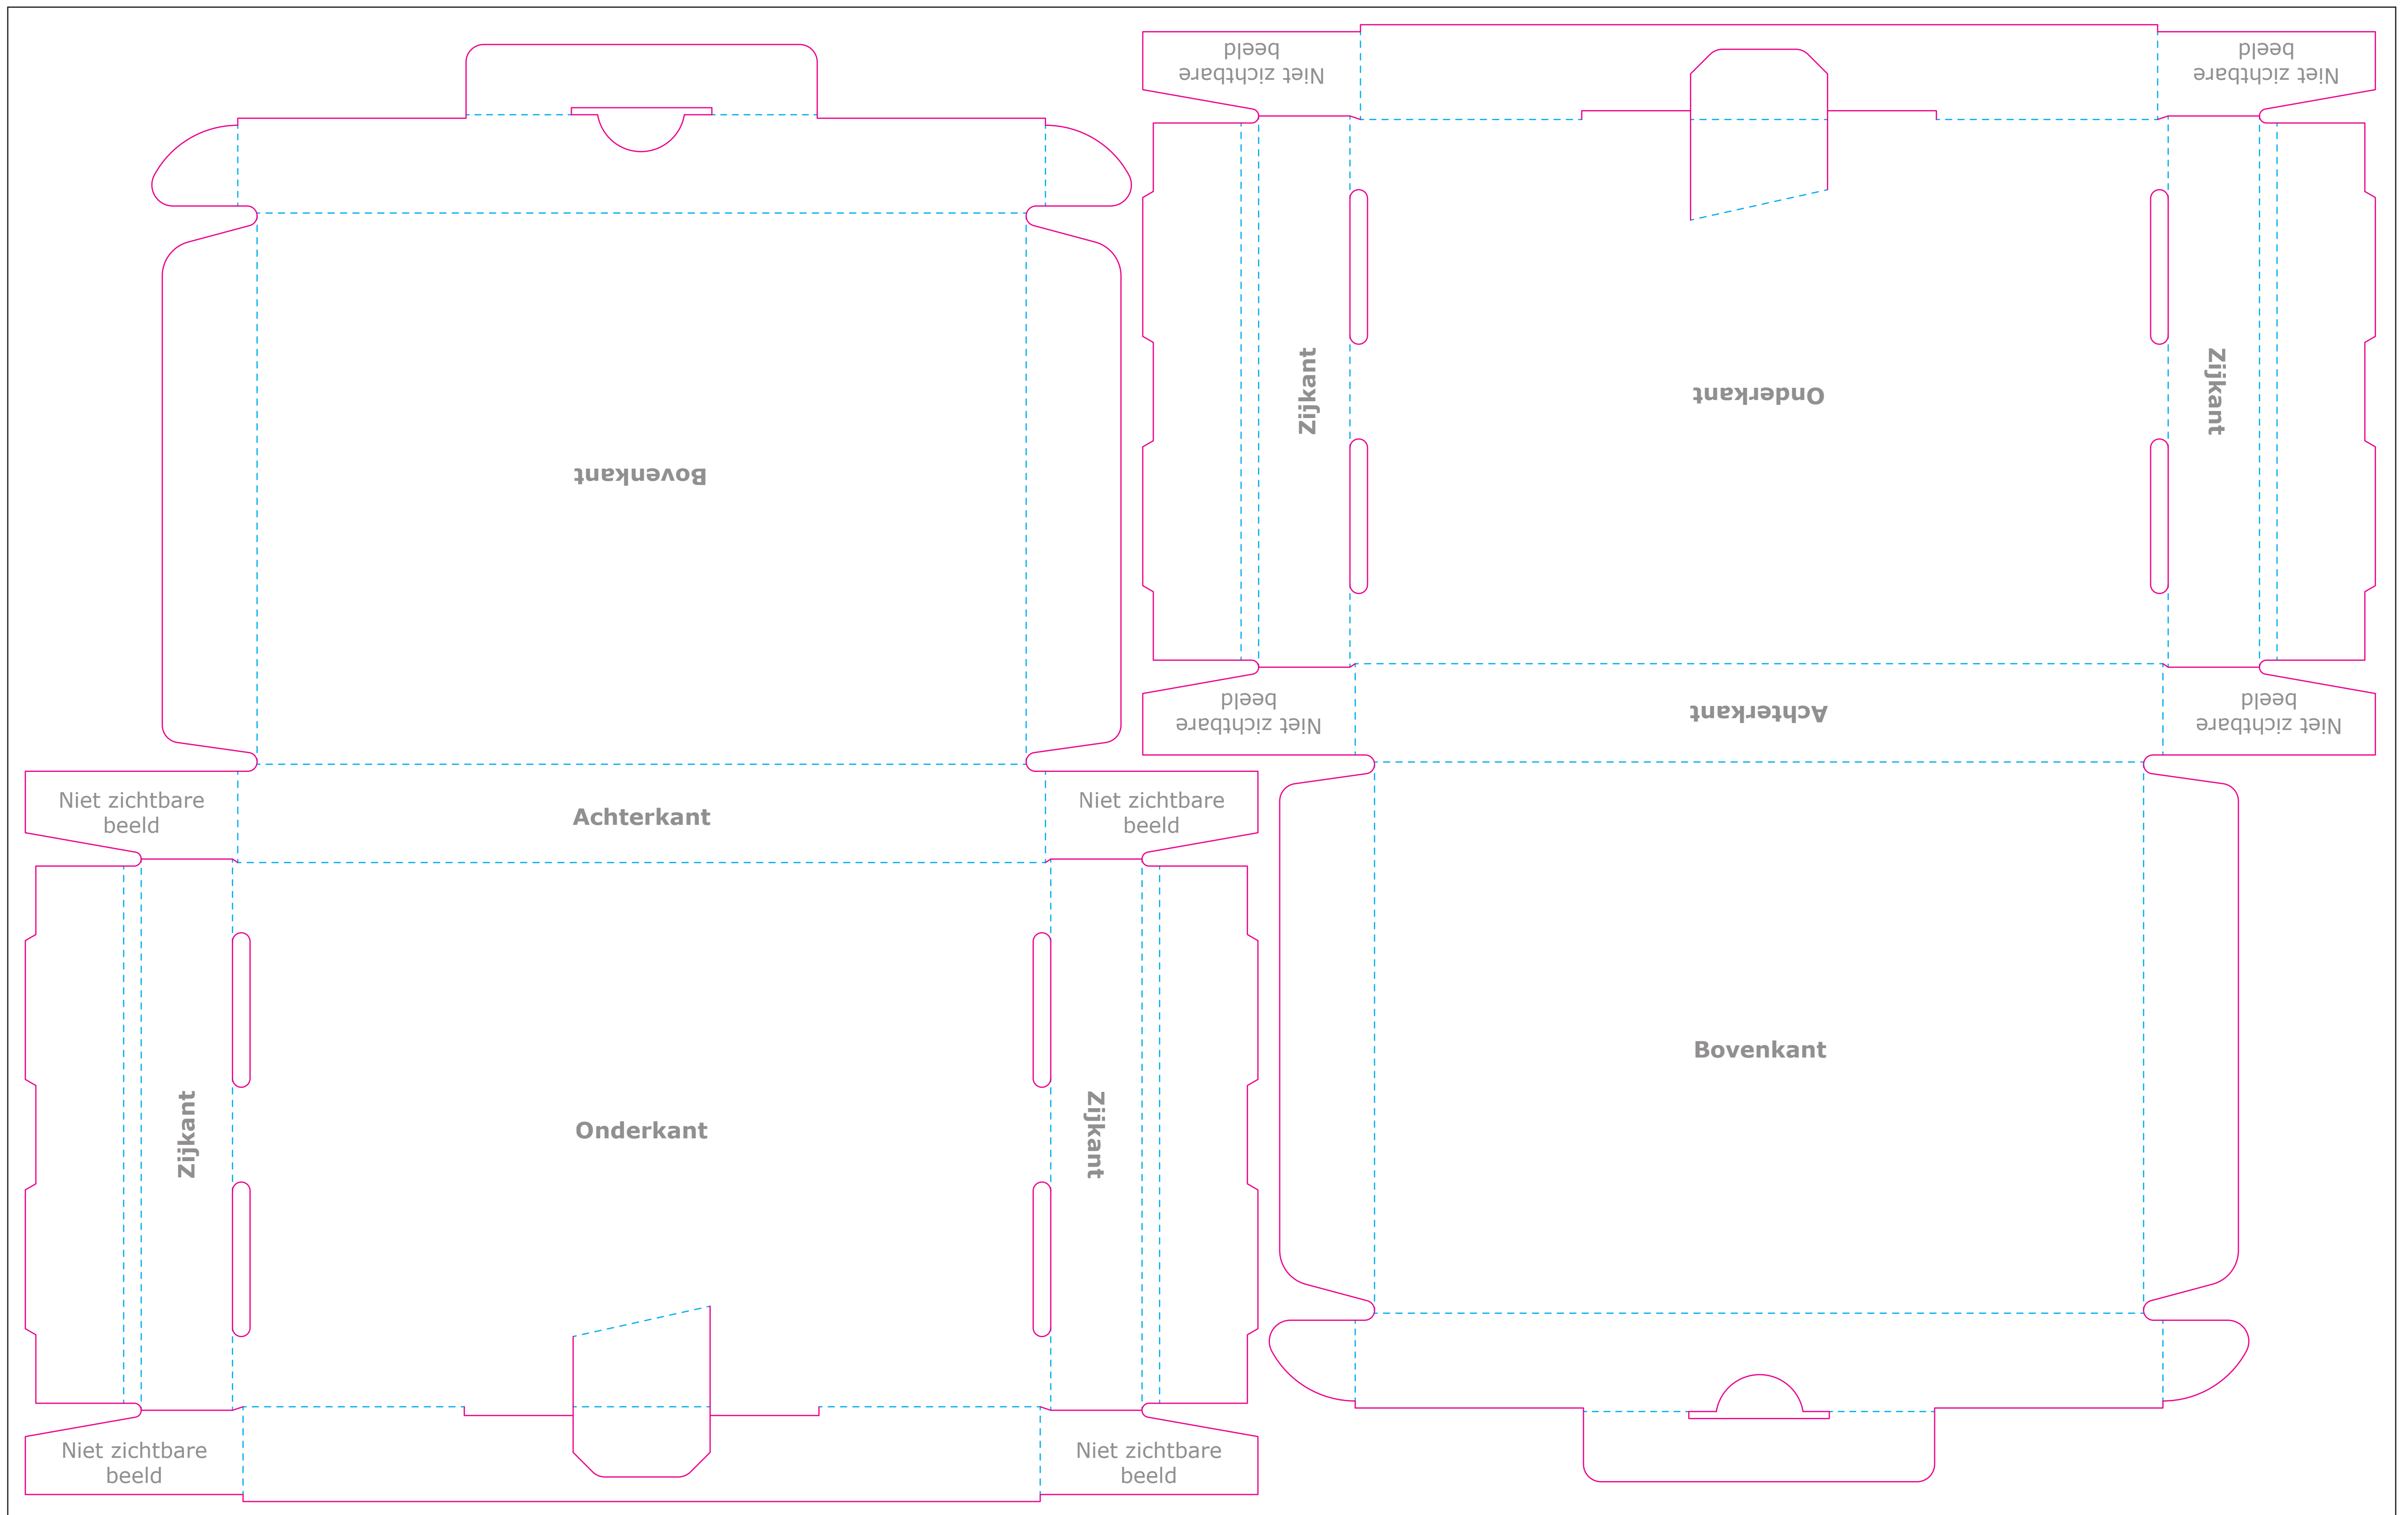 Bovenkant
Niet zichtbare
beeld
Achterkant
Niet zichtbare
beeld
Zijkant
Onderkant
Zijkant
Niet zichtbare
beeld
Niet zichtbare
beeld
Niet zichtbare
beeld
Niet zichtbare
beeld
Zijkant
Onderkant
Zijkant
Niet zichtbare
beeld
Achterkant
Niet zichtbare
beeld
Bovenkant